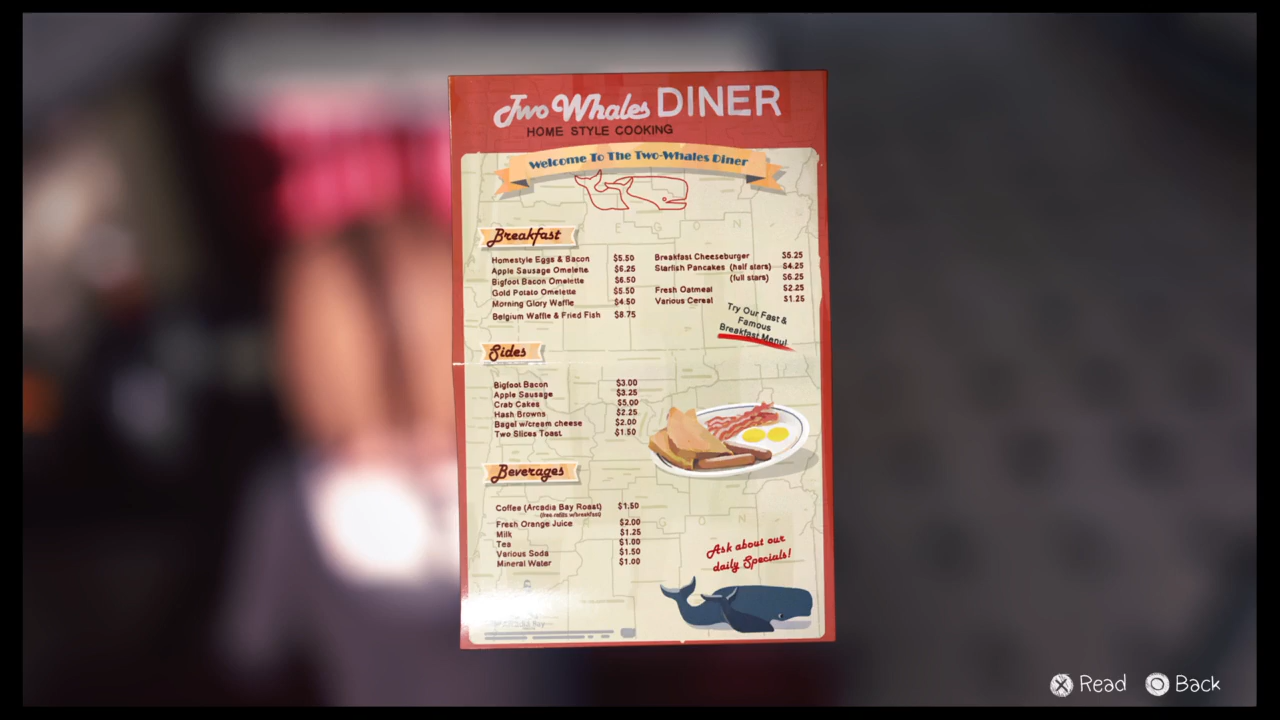 Two Whales DINER
HOME STYLE COOKING
Welcome To The Two-Whales Diner
Breakfast
Homestyle Eggs & Bacon $5.50
Apple Sausage Omelette $6.25
Bigfoot Bacon Omelette $6.50
Gold Potato Omelette $5.50
Morning Glory Waffle $4.50
Belgium Waffle & Fried Fish $8.75
Breakfast Cheeseburger $5.25
Starfish Pancakes (half stars) $4.25
(full stars) $6.25
Fresh Oatmeal $2.25
Various Cereal $1.25
Try Our Fast &
Famous
Breakfast Menu!
Sides
Bigfoot Bacon $3.00
Apple Sausage $3.25
Crab Cakes $5.00
Hash Browns $2.25
Bagel w/cream cheese $2.00
Two Slices Toast $1.50
Beverages
Coffee (Arcadia Bay Roast) $1.50
(free refills w/breakfast)
Fresh Orange Juice $2.00
Milk $1.25
Tea $1.00
Various Soda $1.50
Mineral Water $1.00
Ask about our
daily Specials!
Read Back